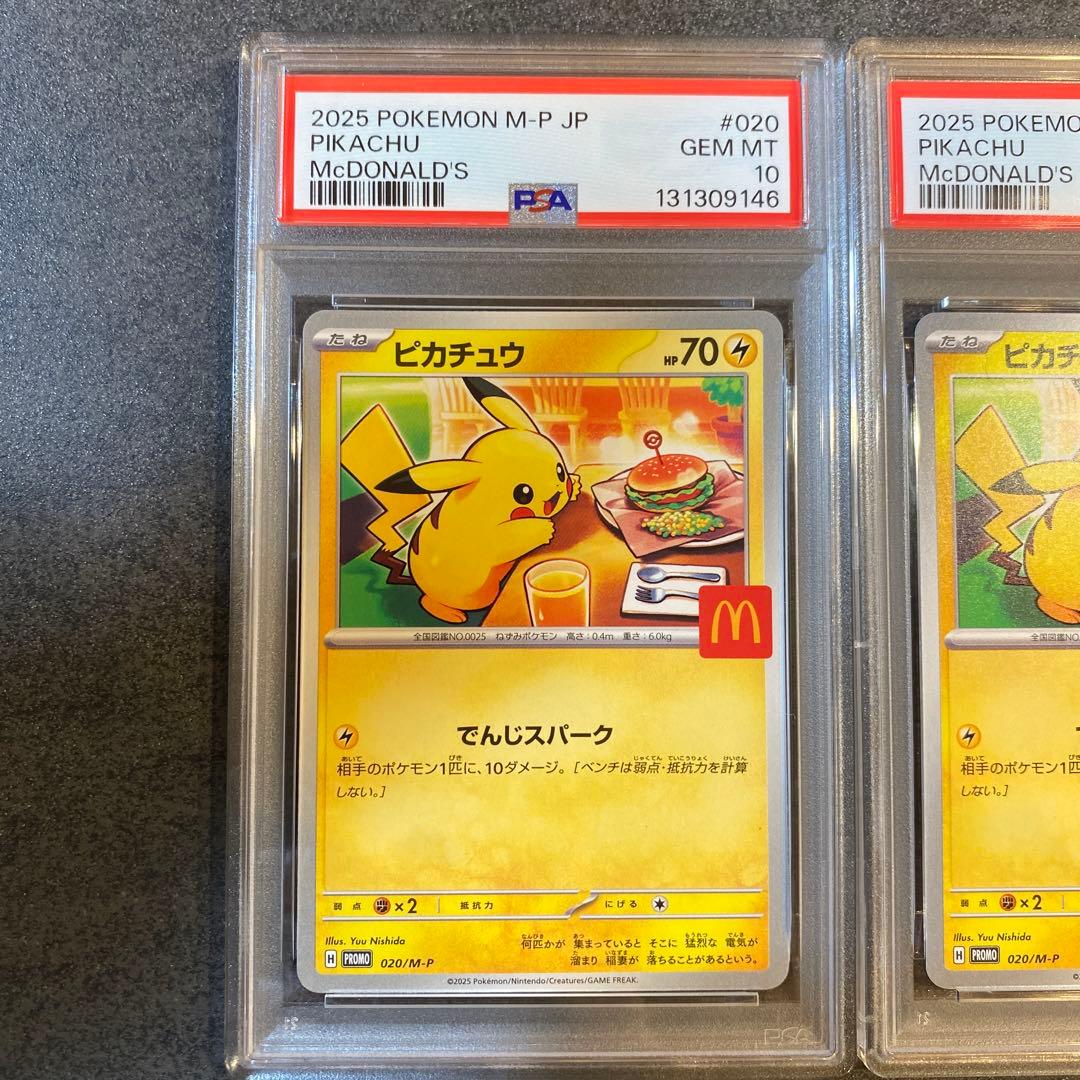 2025 POKEMON M-P JP #020
PIKACHU GEM MT
McDONALD'S 10
PSA 131309146
たね ピカチュウ HP70
全国図鑑NO.0025 ねずみポケモン 高さ:0.4m 重さ:6.0kg
でんじスパーク
相手のポケモン1匹に、10ダメージ。[ベンチは弱点・抵抗力を計算
しない。]
弱点 ×2 抵抗力 にげる
Illus. Yuu Nishida
何匹かが 集まっていると そこに 猛烈な 電気が
溜まり 稲妻が 落ちることがあるという。
H PROMO 020/M-P
©2025 Pokémon/Nintendo/Creatures/GAME FREAK.
PSA
2025 POKEMO
PIKACHU
McDONALD'S
たね ピカチ
全国図鑑NO
相手のポケモン1匹
しない。]
弱点 ×2
Illus. Yuu Nishida
H PROMO 020/M-P